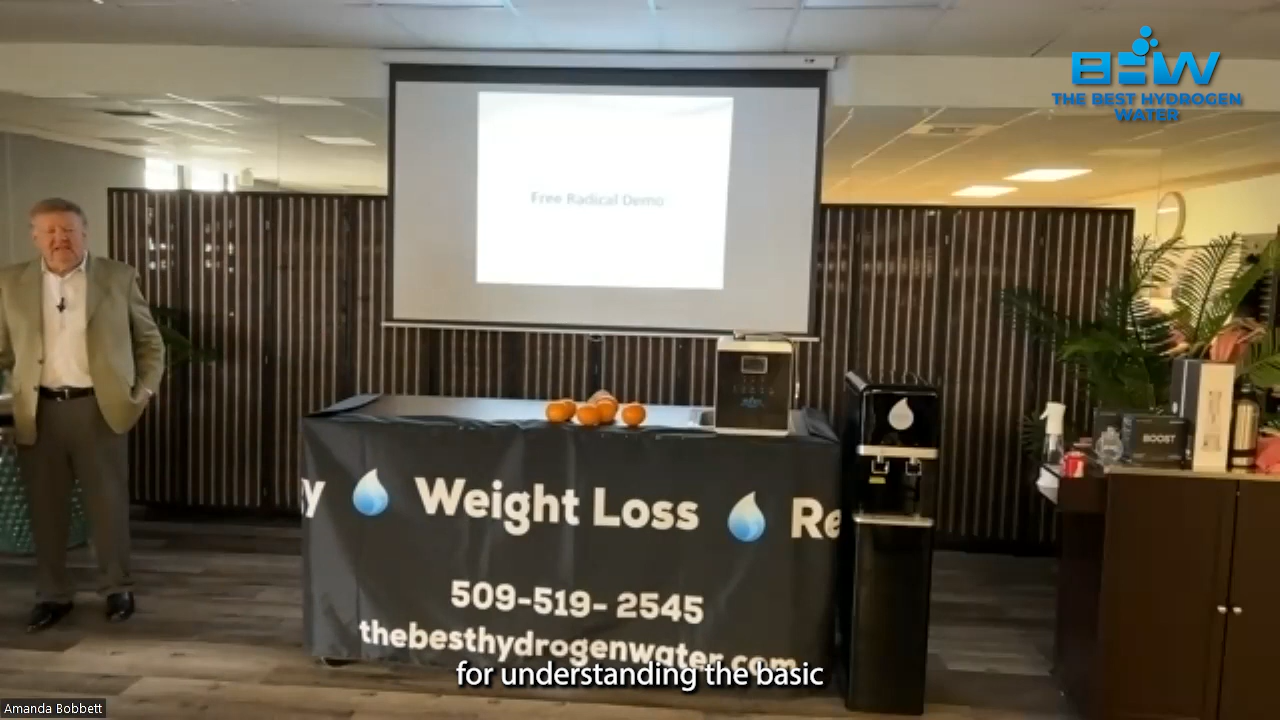 BHW
THE BEST HYDROGEN
WATER
Free Radical Demo
BOOST
y Weight Loss Re
509-519- 2545
thebesthydrogenwater.com
for understanding the basic
Amanda Bobbett